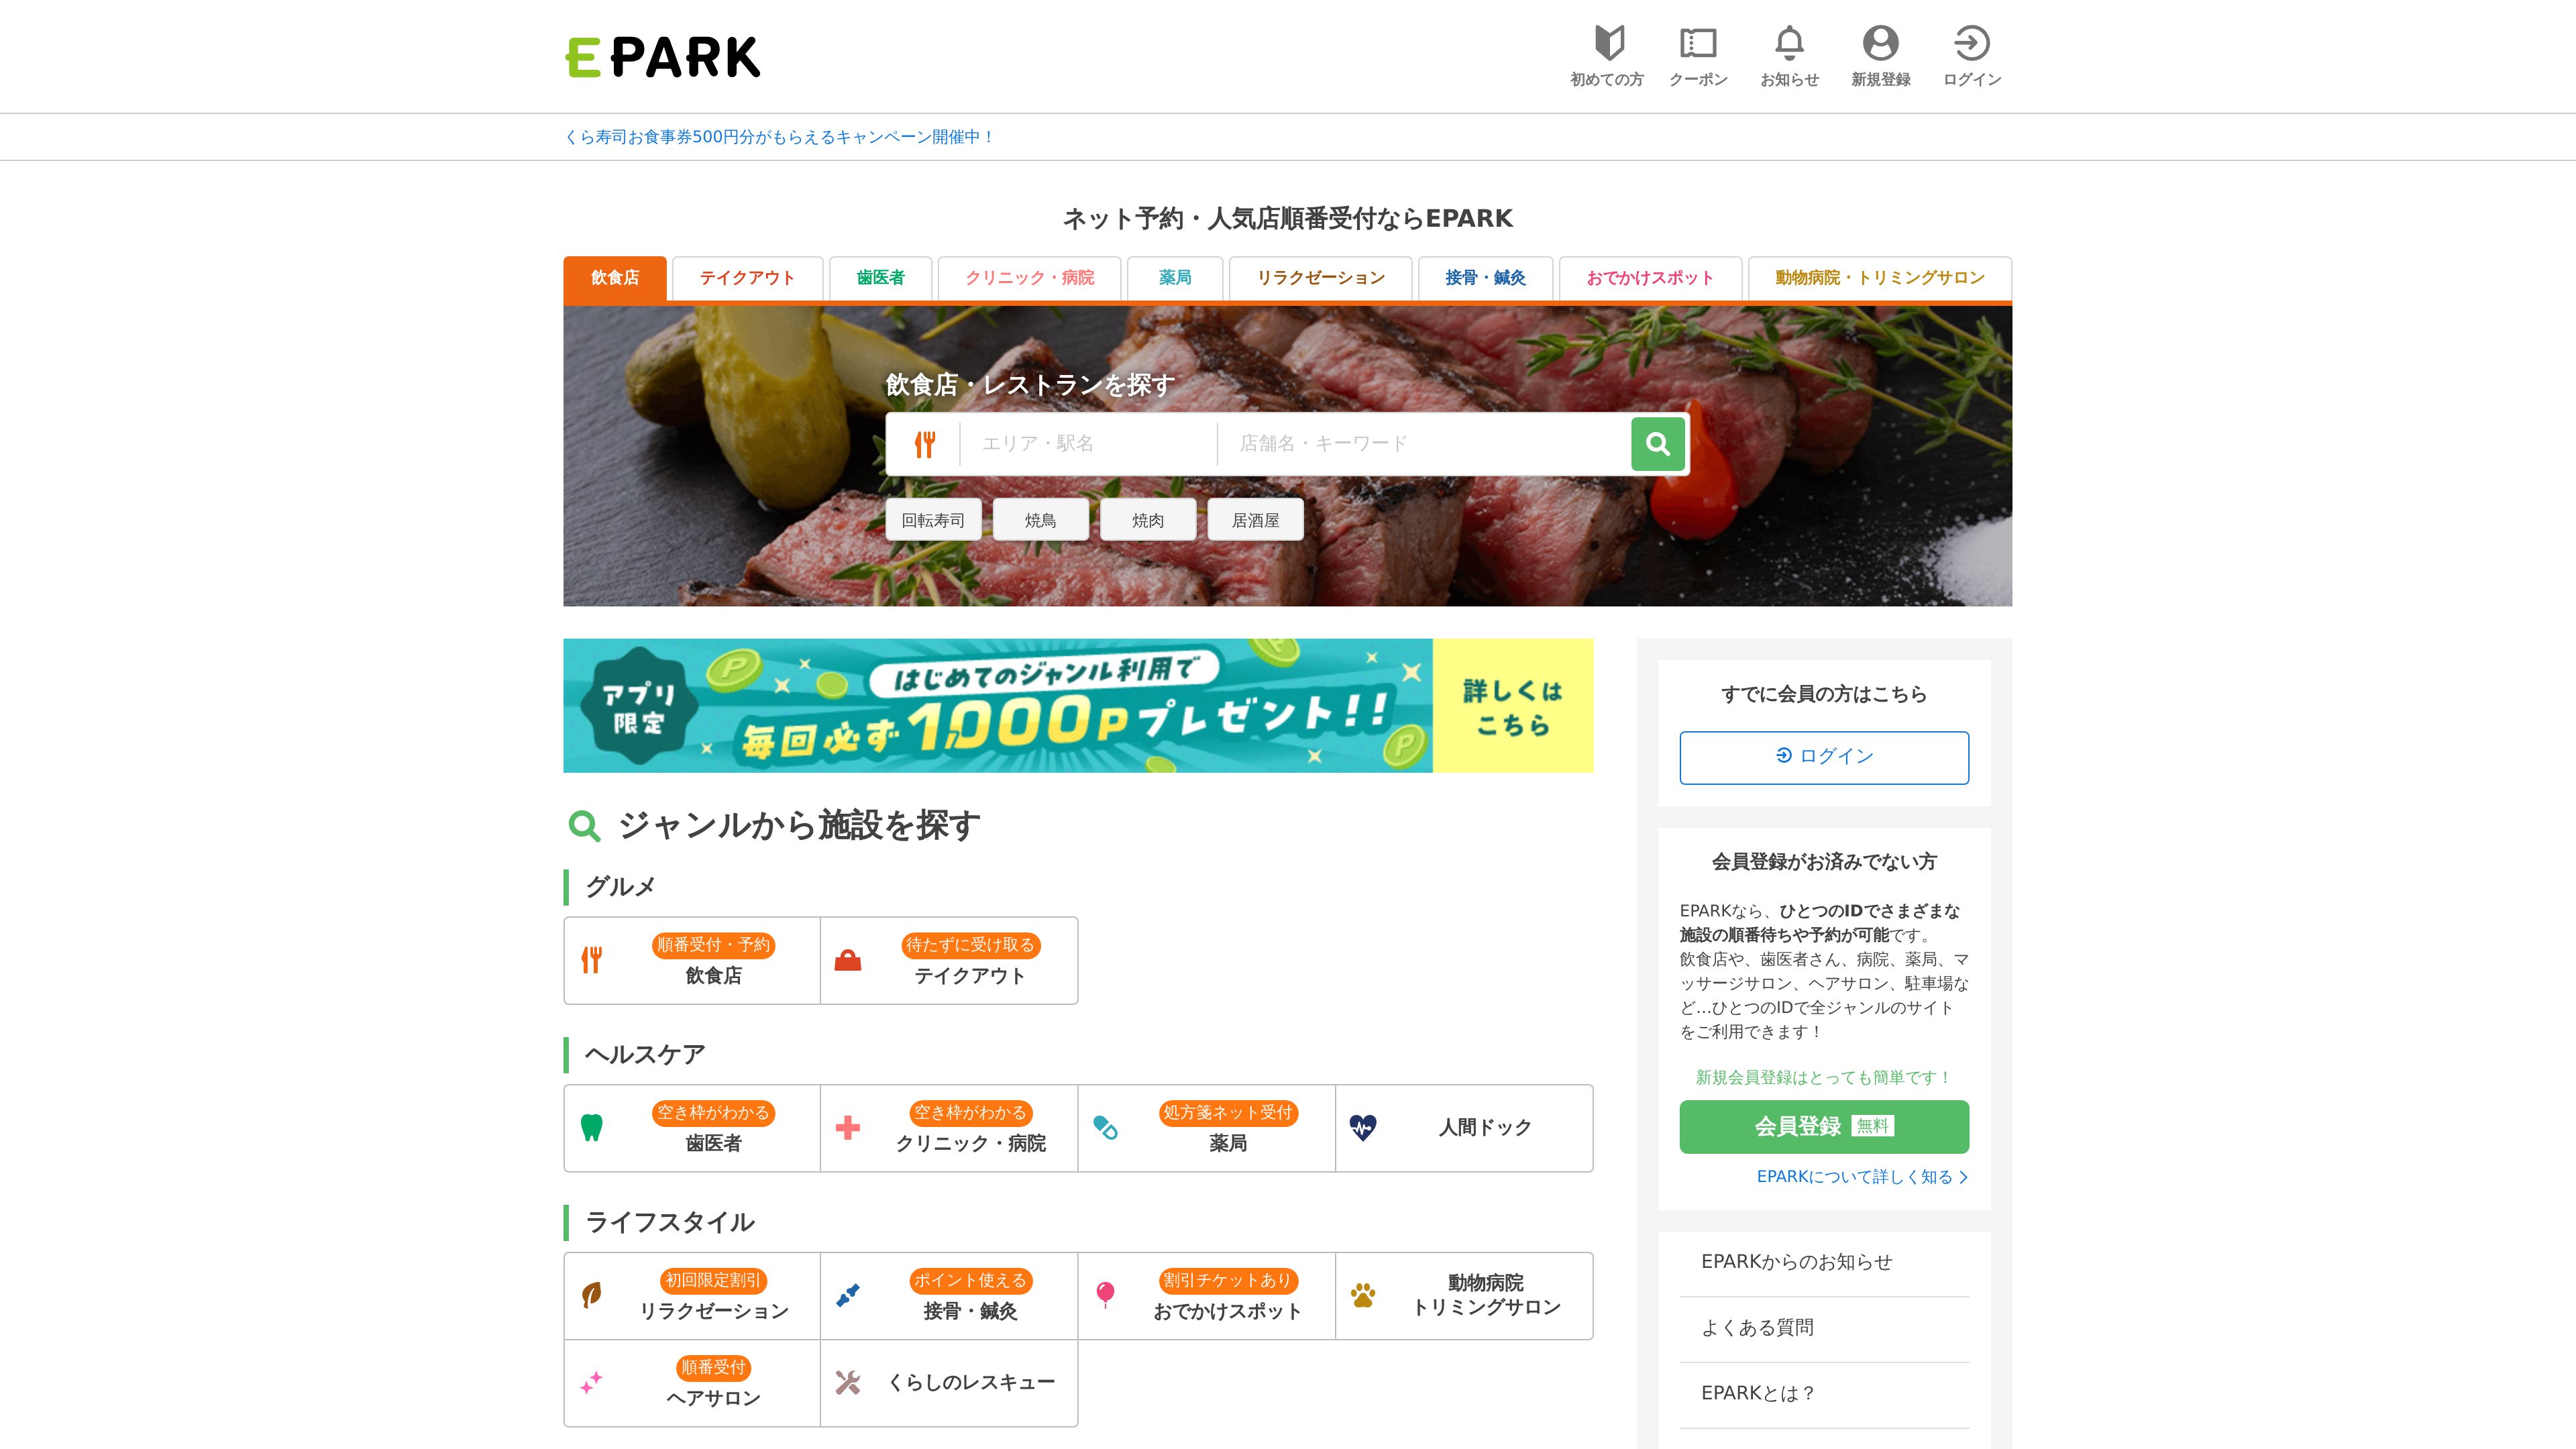 EPARK
初めての方
クーポン
お知らせ
新規登録
ログイン
くら寿司お食事券500円分がもらえるキャンペーン開催中！
ネット予約・人気店順番受付ならEPARK
飲食店
テイクアウト
歯医者
クリニック・病院
薬局
リラクゼーション
接骨・鍼灸
おでかけスポット
動物病院・トリミングサロン
飲食店・レストランを探す
エリア・駅名
店舗名・キーワード
回転寿司
焼鳥
焼肉
居酒屋
アプリ
限定
はじめてのジャンル利用で
毎回必ず1,000Pプレゼント!!
詳しくは
こちら
ジャンルから施設を探す
グルメ
順番受付・予約
飲食店
待たずに受け取る
テイクアウト
ヘルスケア
空き枠がわかる
歯医者
空き枠がわかる
クリニック・病院
処方箋ネット受付
薬局
人間ドック
ライフスタイル
初回限定割引
リラクゼーション
ポイント使える
接骨・鍼灸
割引チケットあり
おでかけスポット
動物病院
トリミングサロン
順番受付
ヘアサロン
くらしのレスキュー
すでに会員の方はこちら
ログイン
会員登録がお済みでない方
EPARKなら、ひとつのIDでさまざまな
施設の順番待ちや予約が可能です。
飲食店や、歯医者さん、病院、薬局、マ
ッサージサロン、ヘアサロン、駐車場な
ど…ひとつのIDで全ジャンルのサイト
をご利用できます！
新規会員登録はとっても簡単です！
会員登録 無料
EPARKについて詳しく知る
EPARKからのお知らせ
よくある質問
EPARKとは？